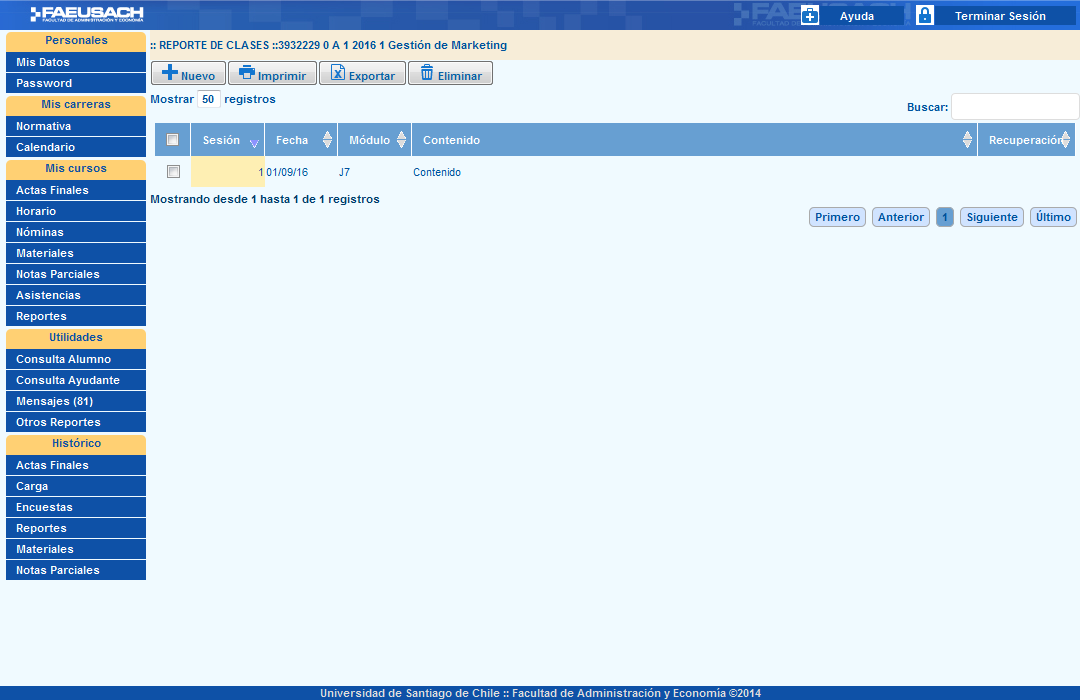 FAEUSACH
FACULTAD DE ADMINISTRACIÓN Y ECONOMÍA
Ayuda
Terminar Sesión
Personales
Mis Datos
Password
Mis carreras
Normativa
Calendario
Mis cursos
Actas Finales
Horario
Nóminas
Materiales
Notas Parciales
Asistencias
Reportes
Utilidades
Consulta Alumno
Consulta Ayudante
Mensajes (81)
Otros Reportes
Histórico
Actas Finales
Carga
Encuestas
Reportes
Materiales
Notas Parciales
:: REPORTE DE CLASES ::3932229 0 A 1 2016 1 Gestión de Marketing
Nuevo Imprimir Exportar Eliminar
Mostrar 50 registros
Buscar:
Sesión Fecha Módulo Contenido Recuperación
1 01/09/16 J7 Contenido
Mostrando desde 1 hasta 1 de 1 registros
Primero Anterior 1 Siguiente Último
Universidad de Santiago de Chile :: Facultad de Administración y Economía ©2014